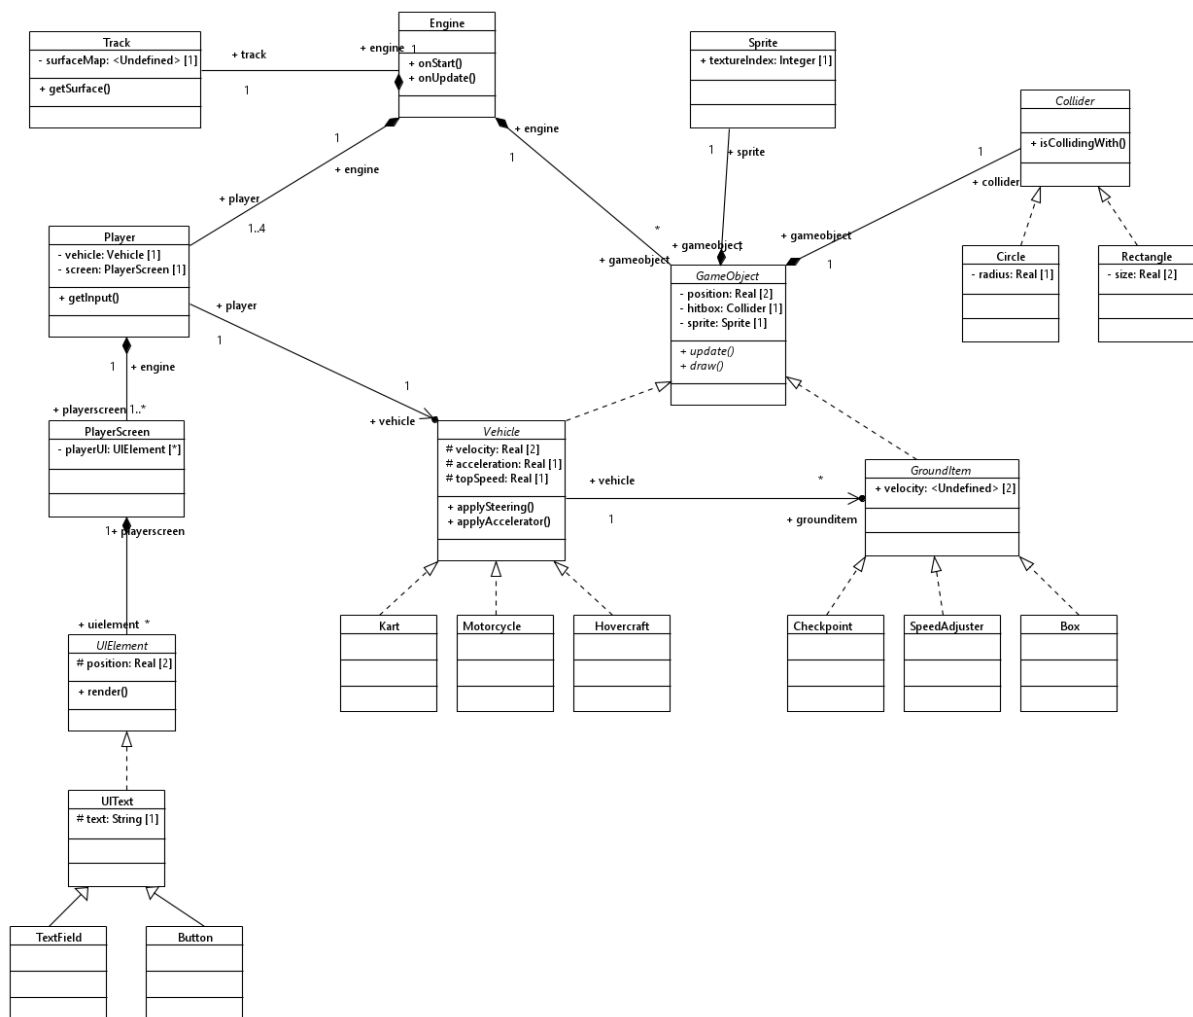 Engine
+ onStart()
+ onUpdate()
Track
- surfaceMap: <Undefined> [1]
+ getSurface()
+ track
1
+ engine
1
Sprite
+ textureIndex: Integer [1]
Collider
+ isCollidingWith()
1
+ engine
+ player
1..4
+ engine
1
*
+ gameobject
1
+ sprite
+ gameobject
1
1
+ collider
+ gameobject
1
Circle
- radius: Real [1]
Rectangle
- size: Real [2]
Player
- vehicle: Vehicle [1]
- screen: PlayerScreen [1]
+ getInput()
GameObject
- position: Real [2]
- hitbox: Collider [1]
- sprite: Sprite [1]
+ update()
+ draw()
+ player
1
1
+ vehicle
1
+ engine
+ playerscreen
1..*
PlayerScreen
- playerUI: UIElement [*]
Vehicle
# velocity: Real [2]
# acceleration: Real [1]
# topSpeed: Real [1]
+ applySteering()
+ applyAccelerator()
+ vehicle
1
*
+ grounditem
GroundItem
+ velocity: <Undefined> [2]
1
+ playerscreen
+ uielement
*
Kart
Motorcycle
Hovercraft
Checkpoint
SpeedAdjuster
Box
UIElement
# position: Real [2]
+ render()
UIText
# text: String [1]
TextField
Button